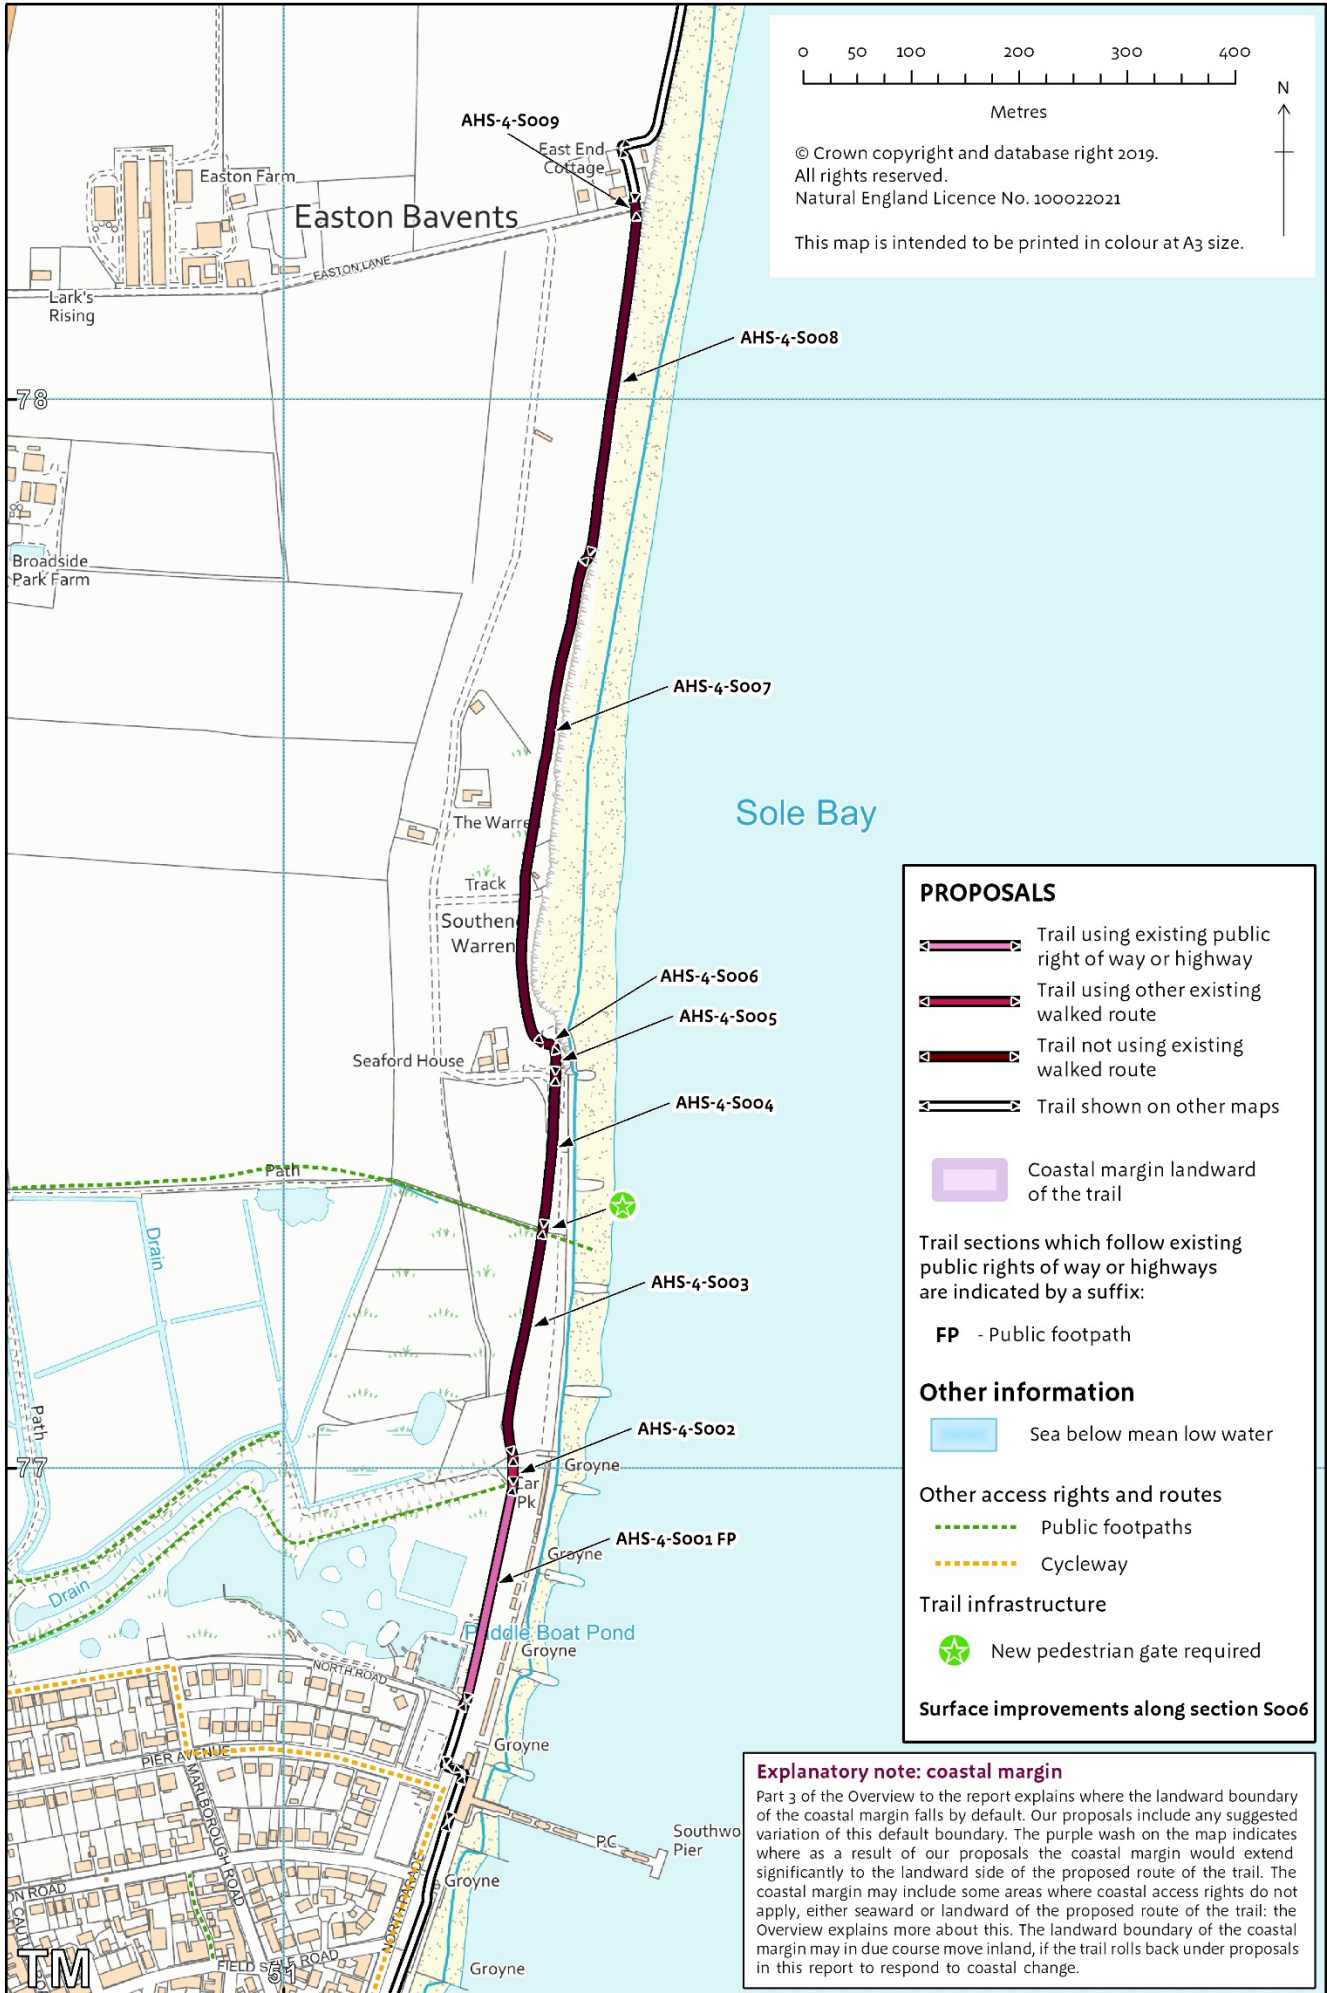 0 50 100 200 300 400
Metres
N
© Crown copyright and database right 2019.
All rights reserved.
Natural England Licence No. 100022021
This map is intended to be printed in colour at A3 size.
AHS-4-S009
East End
Cottage
Easton Farm
Easton Bavents
EASTON LANE
Lark's
Rising
AHS-4-S008
78
Broadside
Park Farm
AHS-4-S007
The Warre
Sole Bay
Track
Southen
Warren
AHS-4-S006
AHS-4-S005
Seaford House
AHS-4-S004
Path
Drain
AHS-4-S003
Path
AHS-4-S002
77
Groyne
Car
Pk
AHS-4-S001 FP
Groyne
Drain
Paddle Boat Pond
Groyne
NORTH ROAD
Groyne
PIER AVENUE
MARLBOROUGH ROAD
P.C
Southwo
Pier
Groyne
ON ROAD
FIELD ROAD
51
TM
Groyne
PROPOSALS
Trail using existing public
right of way or highway
Trail using other existing
walked route
Trail not using existing
walked route
Trail shown on other maps
Coastal margin landward
of the trail
Trail sections which follow existing
public rights of way or highways
are indicated by a suffix:
FP - Public footpath
Other information
Sea below mean low water
Other access rights and routes
Public footpaths
Cycleway
Trail infrastructure
New pedestrian gate required
Surface improvements along section S006
Explanatory note: coastal margin
Part 3 of the Overview to the report explains where the landward boundary
of the coastal margin falls by default. Our proposals include any suggested
variation of this default boundary. The purple wash on the map indicates
where as a result of our proposals the coastal margin would extend
significantly to the landward side of the proposed route of the trail. The
coastal margin may include some areas where coastal access rights do not
apply, either seaward or landward of the proposed route of the trail: the
Overview explains more about this. The landward boundary of the coastal
margin may in due course move inland, if the trail rolls back under proposals
in this report to respond to coastal change.